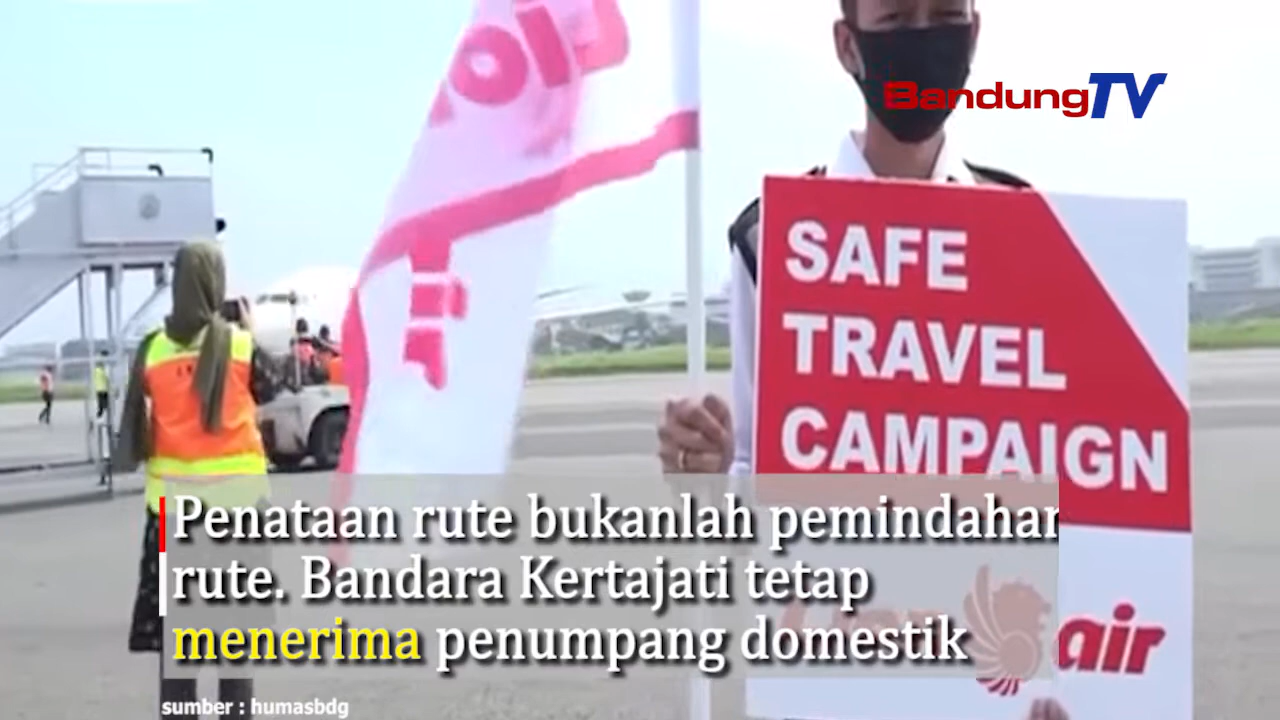 BandungTV
SAFE
TRAVEL
CAMPAIGN
Penataan rute bukanlah pemindahan
rute. Bandara Kertajati tetap
menerima penumpang domestik
air
sumber : humasbdg